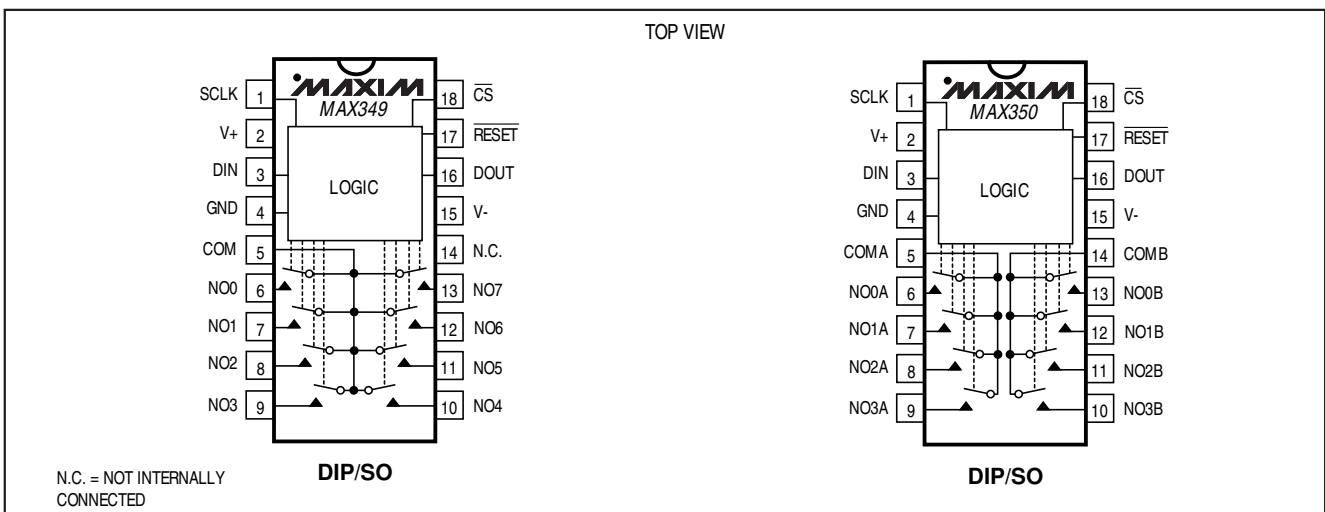 TOP VIEW
MAXIM
MAX349
SCLK 1
V+ 2
DIN 3
GND 4
COM 5
NO0 6
NO1 7
NO2 8
NO3 9
18 CS
17 RESET
16 DOUT
15 V-
14 N.C.
13 NO7
12 NO6
11 NO5
10 NO4
LOGIC
DIP/SO
N.C. = NOT INTERNALLY
CONNECTED
MAXIM
MAX350
SCLK 1
V+ 2
DIN 3
GND 4
COMA 5
NO0A 6
NO1A 7
NO2A 8
NO3A 9
18 CS
17 RESET
16 DOUT
15 V-
14 COMB
13 NO0B
12 NO1B
11 NO2B
10 NO3B
LOGIC
DIP/SO